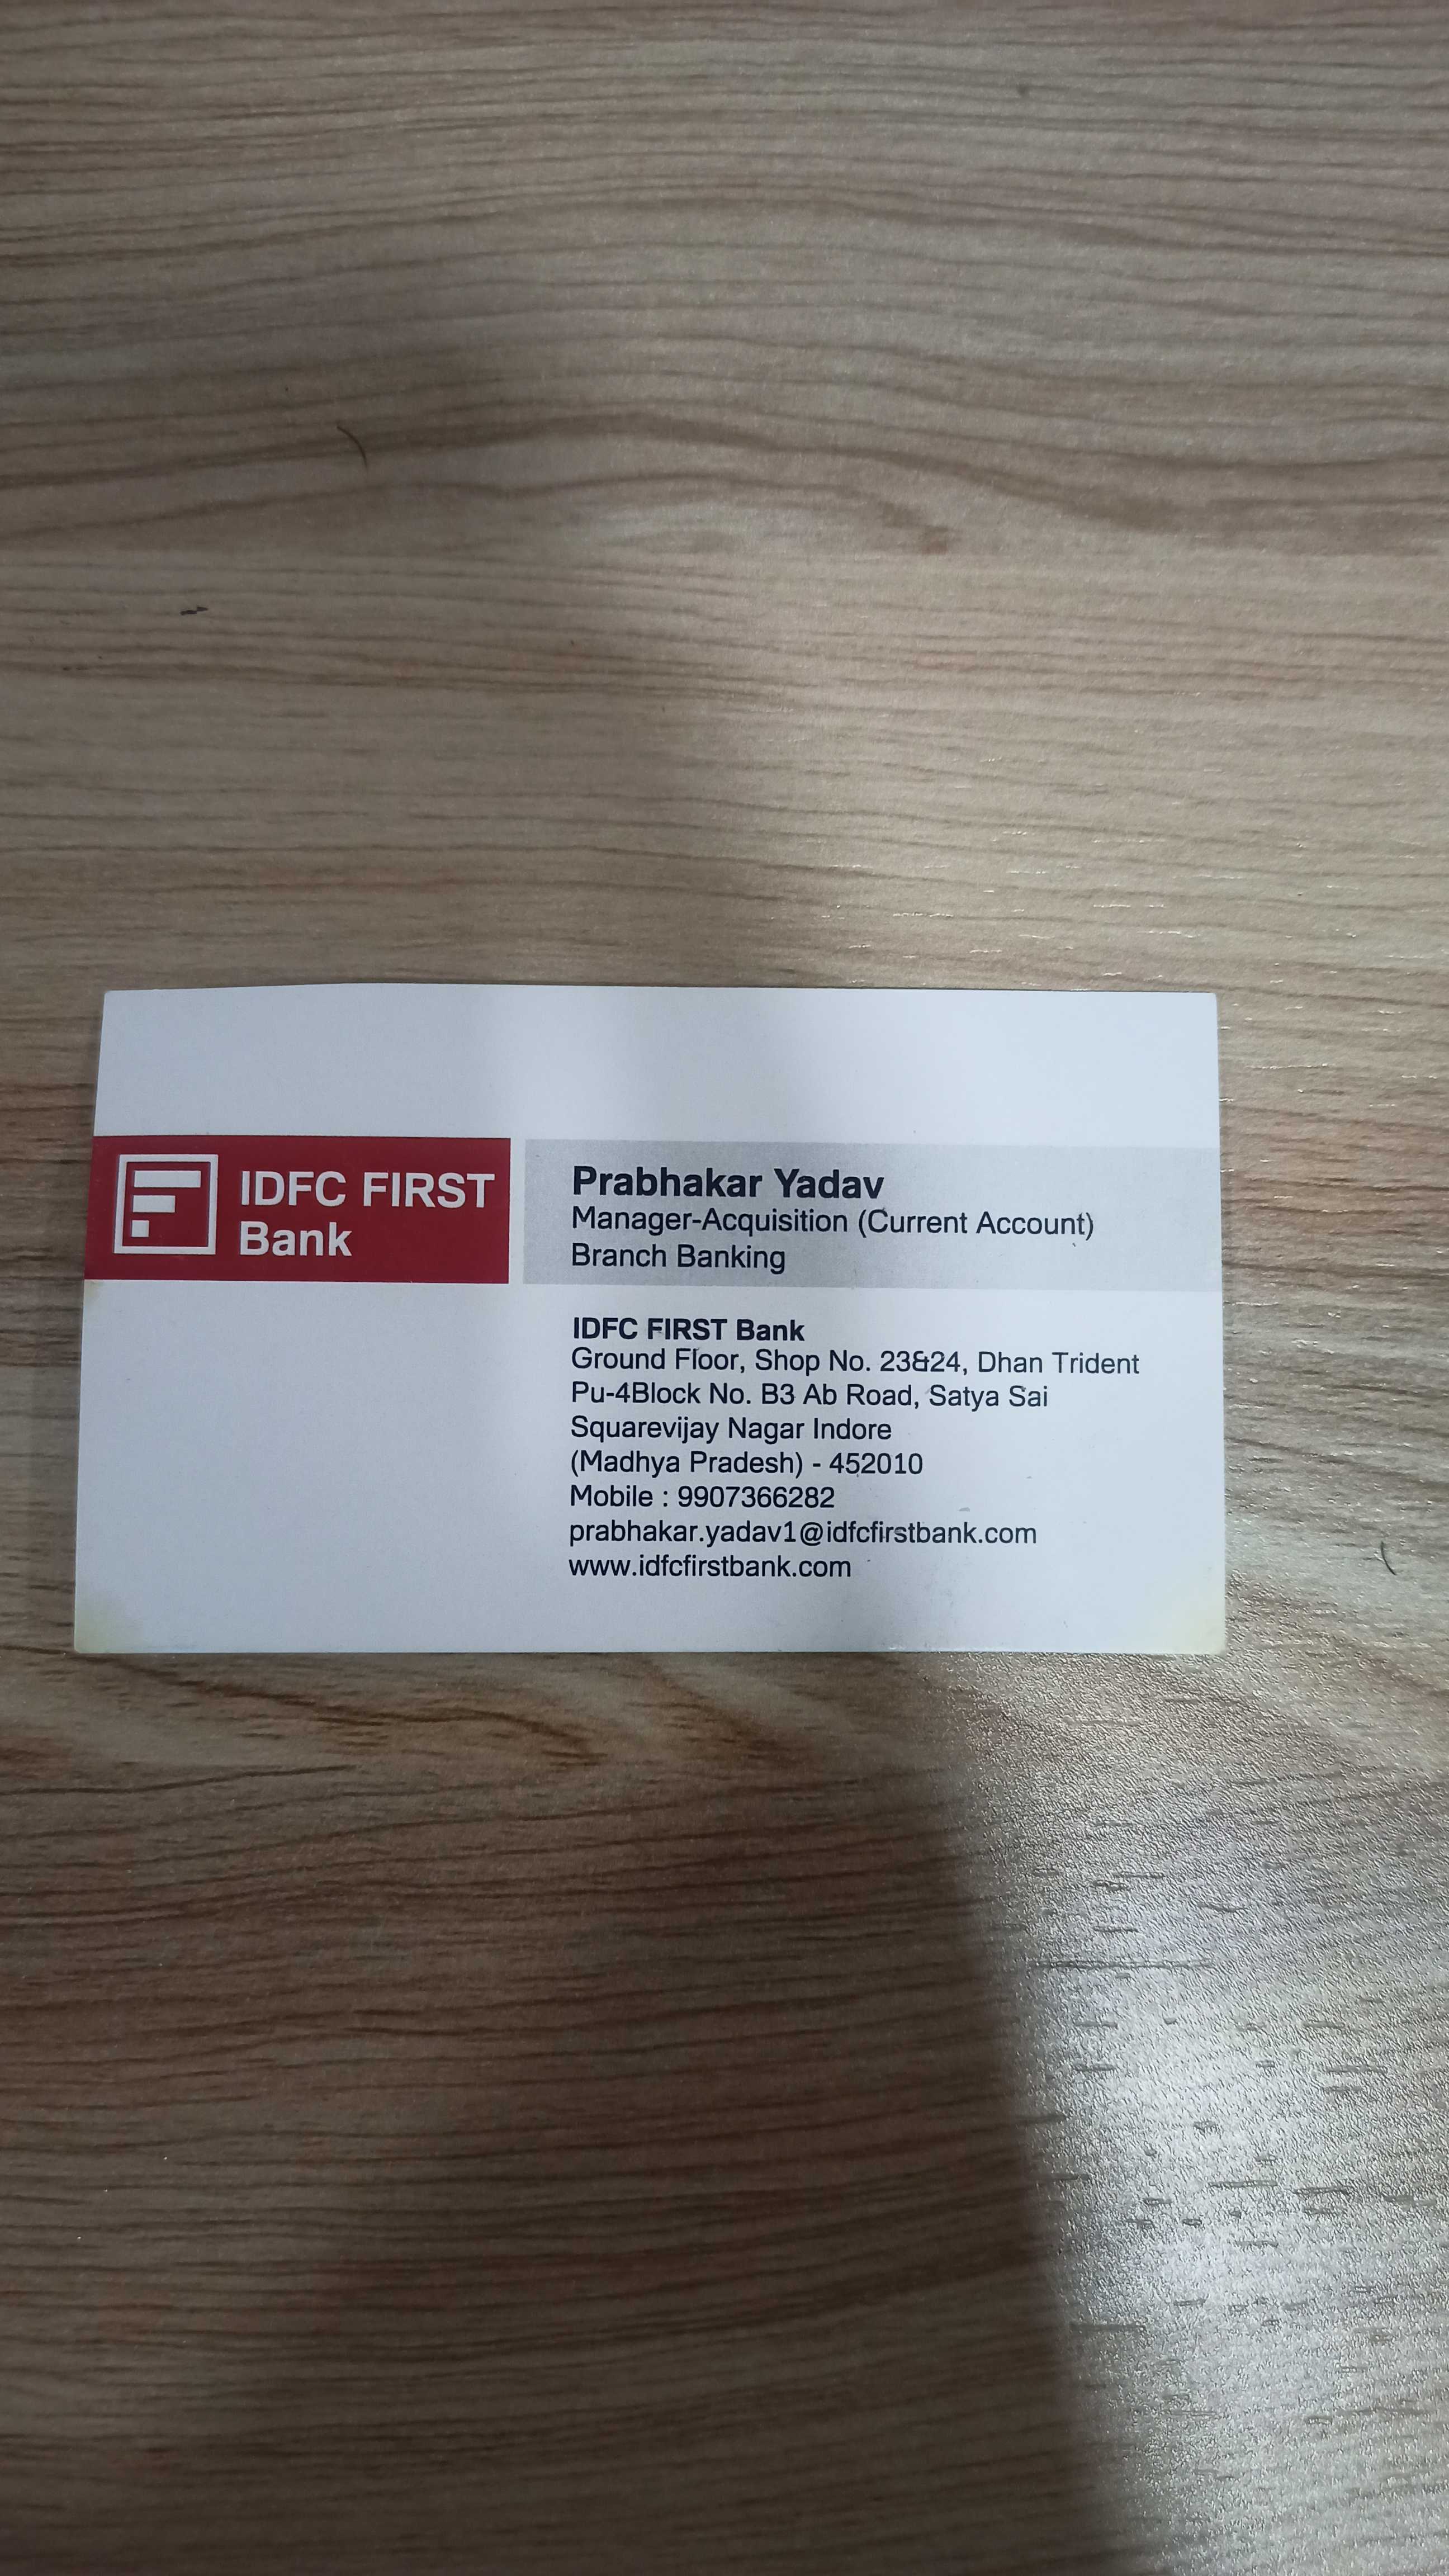 IDFC FIRST
Bank
Prabhakar Yadav
Manager-Acquisition (Current Account)
Branch Banking
IDFC FIRST Bank
Ground Floor, Shop No. 23&24, Dhan Trident
Pu-4Block No. B3 Ab Road, Satya Sai
Squarevijay Nagar Indore
(Madhya Pradesh) - 452010
Mobile : 9907366282
prabhakar.yadav1@idfcfirstbank.com
www.idfcfirstbank.com